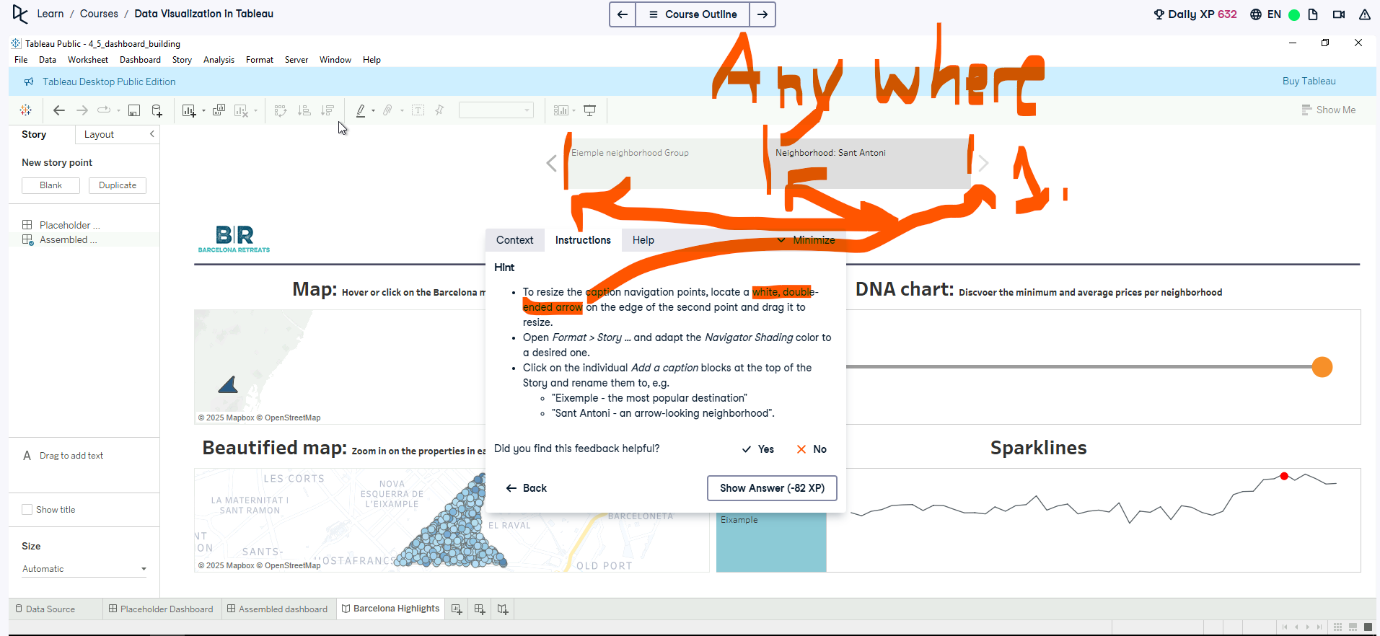 Learn / Courses / Data Visualization in Tableau
Course Outline
Daily XP 632
EN
Tableau Public - 4_5_dashboard_building
File Data Worksheet Dashboard Story Analysis Format Server Window Help
Tableau Desktop Public Edition
Buy Tableau
Show Me
Any where
1.
Story Layout
New story point
Blank Duplicate
Placeholder ...
Assembled ...
Eiemple neighborhood Group
Neighborhood: Sant Antoni
B|R
BARCELONA RETREATS
Context Instructions Help Minimize
Hint
To resize the caption navigation points, locate a white, double-
ended arrow on the edge of the second point and drag it to
resize.
Open Format > Story ... and adapt the Navigator Shading color to
a desired one.
Click on the individual Add a caption blocks at the top of the
Story and rename them to, e.g.
"Eixemple - the most popular destination"
"Sant Antoni - an arrow-looking neighborhood".
Did you find this feedback helpful?
Yes No
Back
Show Answer (-82 XP)
Map: Hover or click on the Barcelona
DNA chart: Discvoer the minimum and average prices per neighborhood
© 2025 Mapbox © OpenStreetMap
Beautified map: Zoom in on the properties in
Sparklines
LES CORTS
LA MATERNITAT I
SANT RAMON
NOVA
ESQUERRA DE
L'EIXAMPLE
EL RAVAL
BARCELONETA
SANTS-
HOSTAFRANCS
OLD PORT
© 2025 Mapbox © OpenStreetMap
Eixample
Drag to add text
Show title
Size
Automatic
Data Source Placeholder Dashboard Assembled dashboard Barcelona Highlights